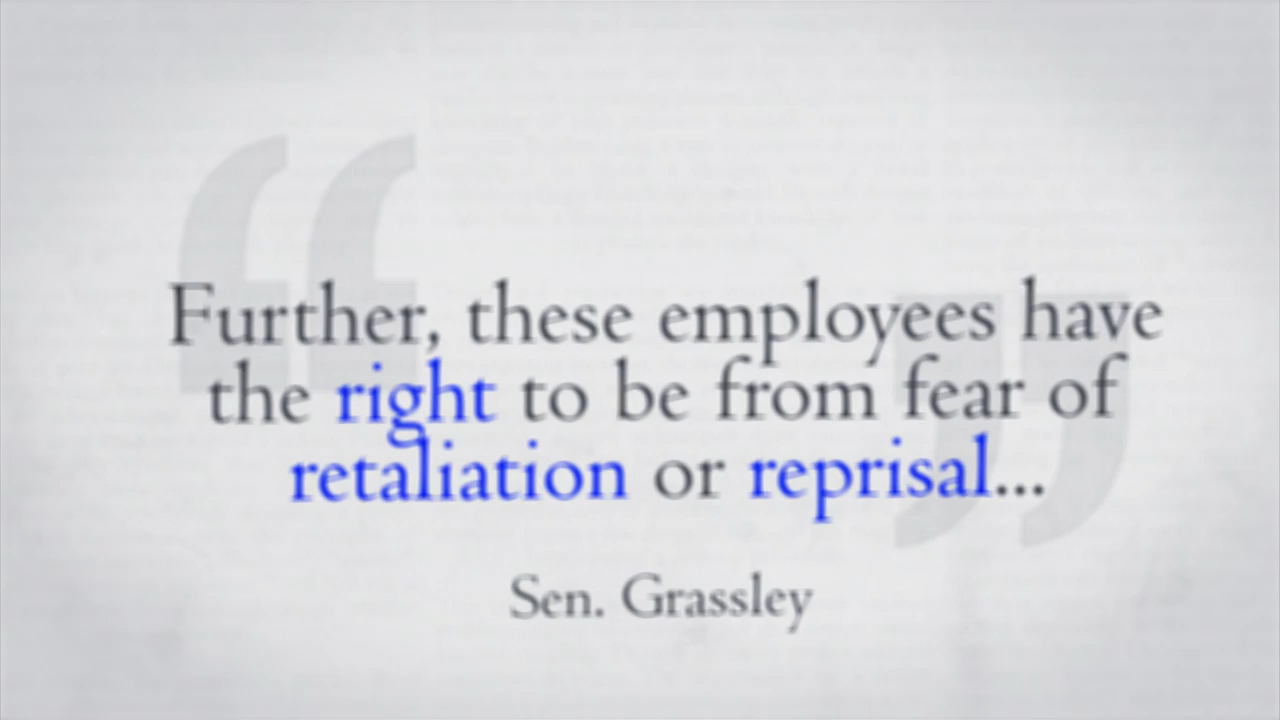 Further, these employees have
the right to be from fear of
retaliation or reprisal...
Sen. Grassley